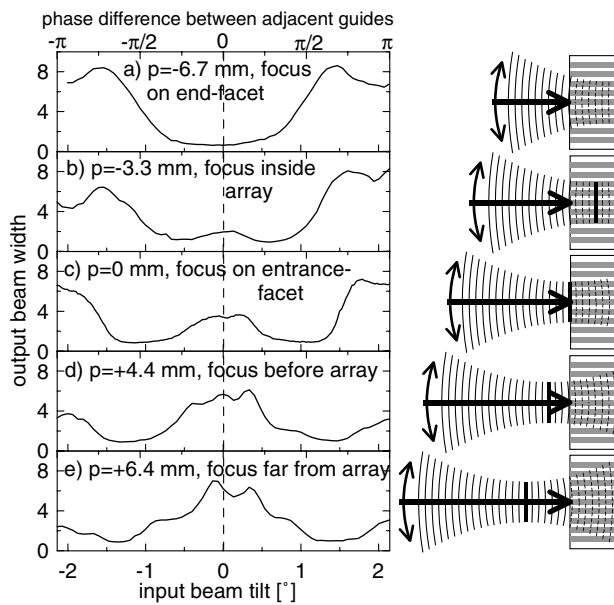 phase difference between adjacent guides
-π -π/2 0 π/2 π
8
a) p=-6.7 mm, focus
on end-facet
4
0
8
b) p=-3.3 mm, focus inside
array
4
0
8
c) p=0 mm, focus on entrance-
facet
4
0
8
d) p=+4.4 mm, focus before array
4
0
8
e) p=+6.4 mm, focus far from array
4
0
-2 -1 0 1 2
input beam tilt [°]
output beam width